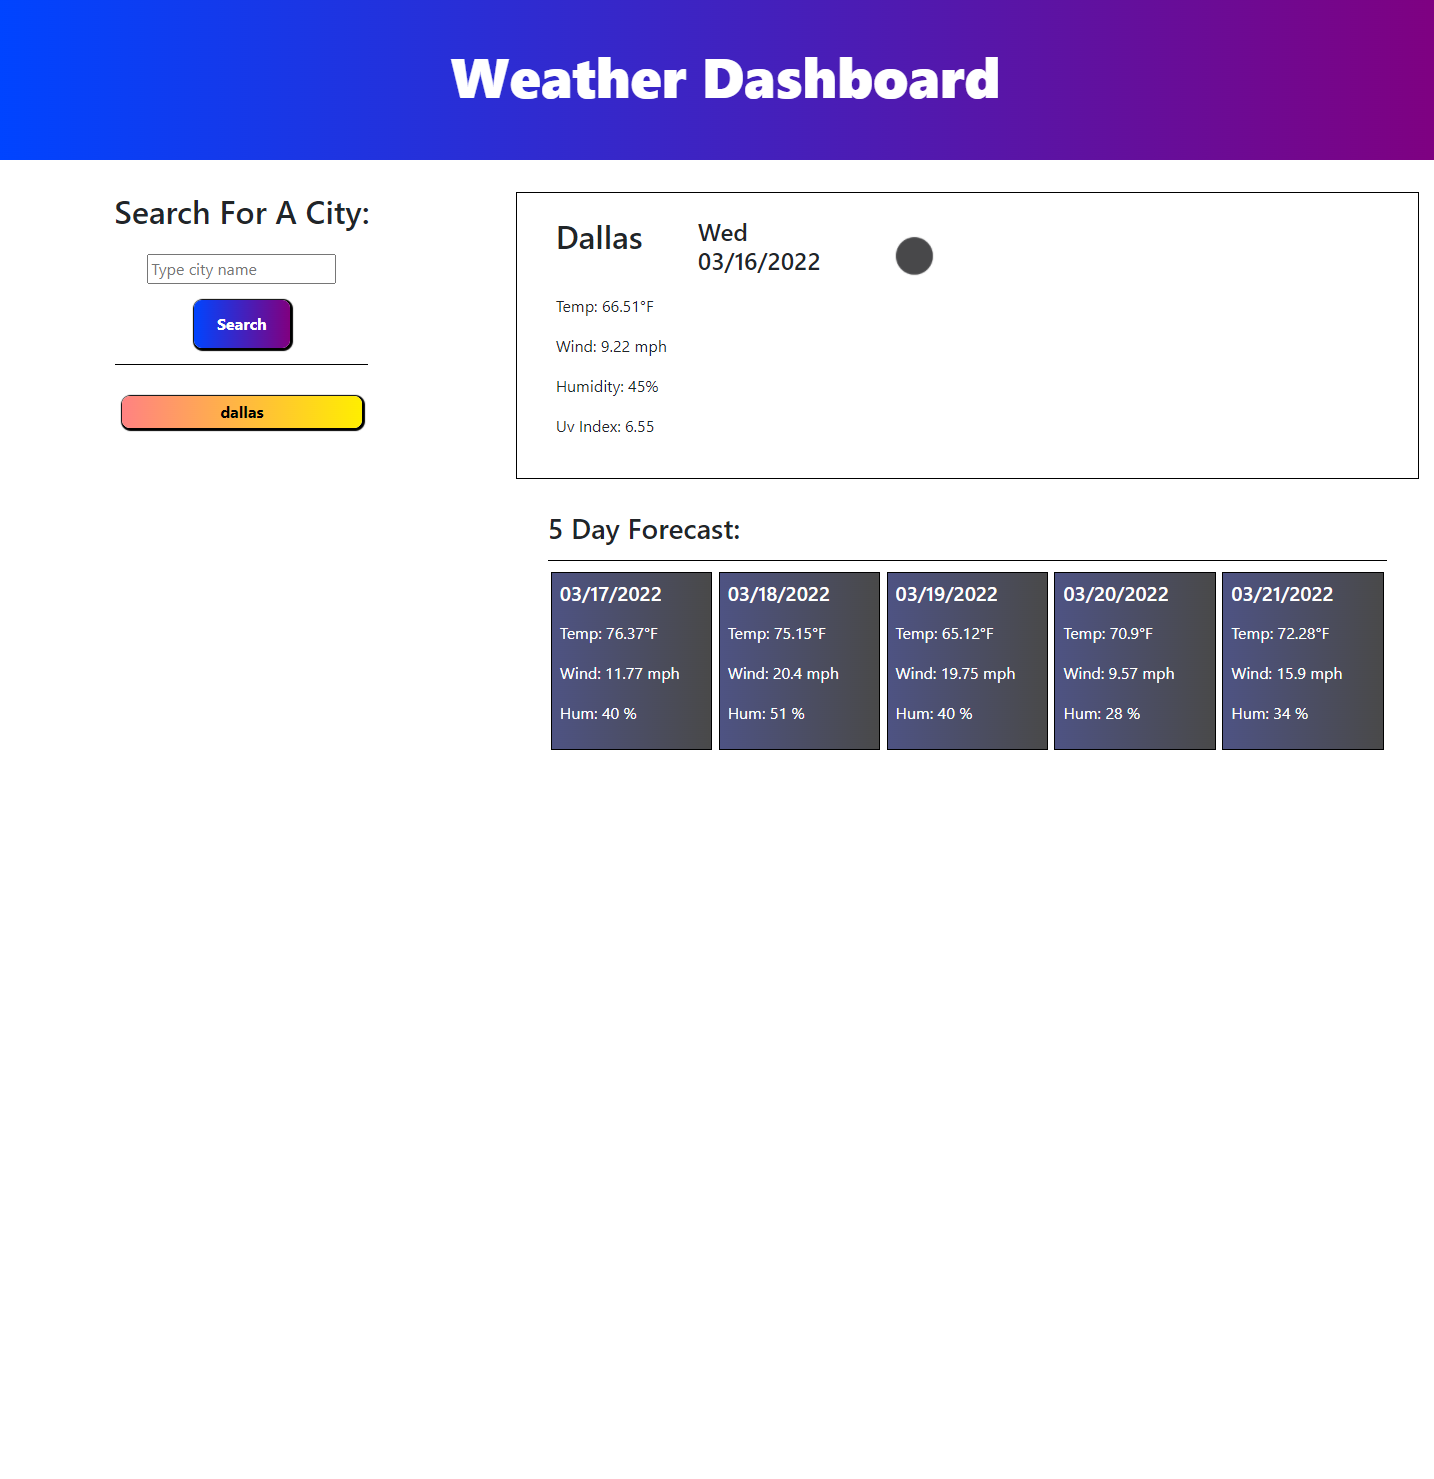 Weather Dashboard
Search For A City:
Type city name
Search
dallas
Dallas
Wed
03/16/2022
Temp: 66.51°F
Wind: 9.22 mph
Humidity: 45%
Uv Index: 6.55
5 Day Forecast:
03/17/2022
Temp: 76.37°F
Wind: 11.77 mph
Hum: 40 %
03/18/2022
Temp: 75.15°F
Wind: 20.4 mph
Hum: 51 %
03/19/2022
Temp: 65.12°F
Wind: 19.75 mph
Hum: 40 %
03/20/2022
Temp: 70.9°F
Wind: 9.57 mph
Hum: 28 %
03/21/2022
Temp: 72.28°F
Wind: 15.9 mph
Hum: 34 %